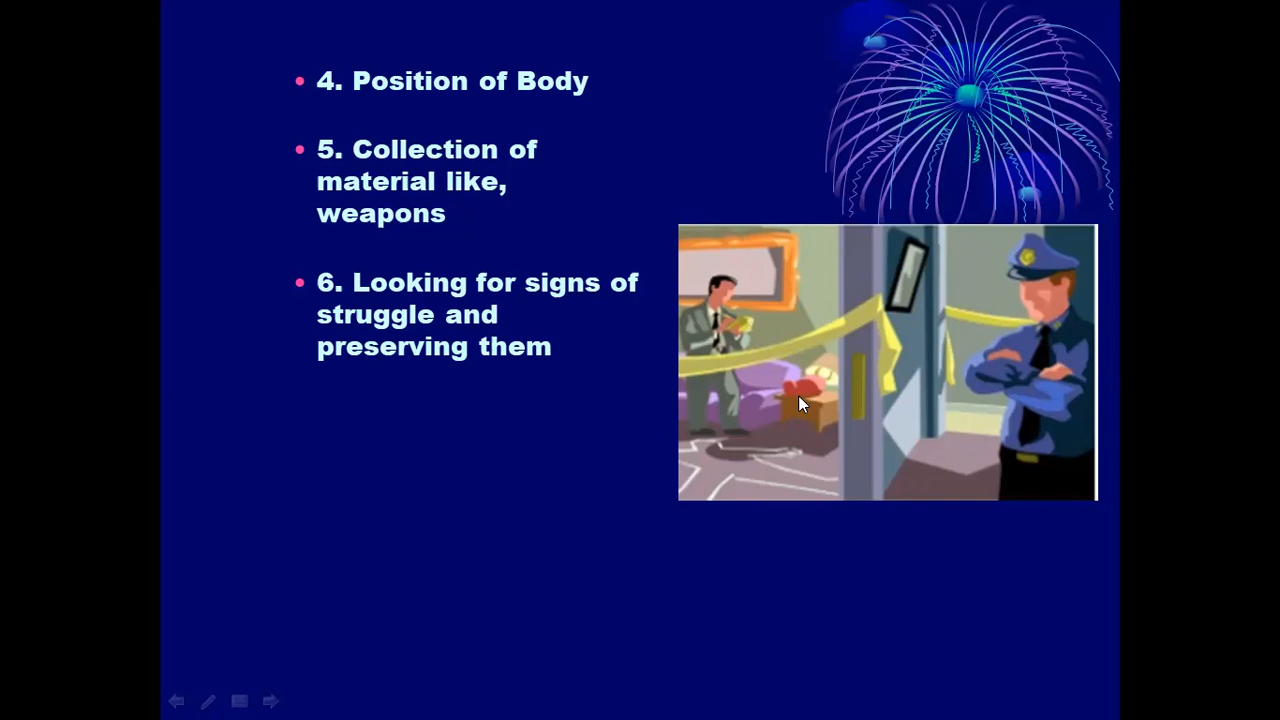 • 4. Position of Body
• 5. Collection of
material like,
weapons
• 6. Looking for signs of
struggle and
preserving them